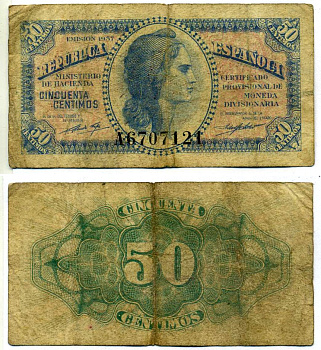 50
50
EMISION 1937
REPUBLICA ESPAÑOLA
MINISTERIO
DE HACIENDA
CINCUENTA
CENTIMOS
CERTIFICADO
PROVISIONAL DE
MONEDA
DIVISIONARIA
A6707121
50
50
CINCUENTA
50
CENTIMOS